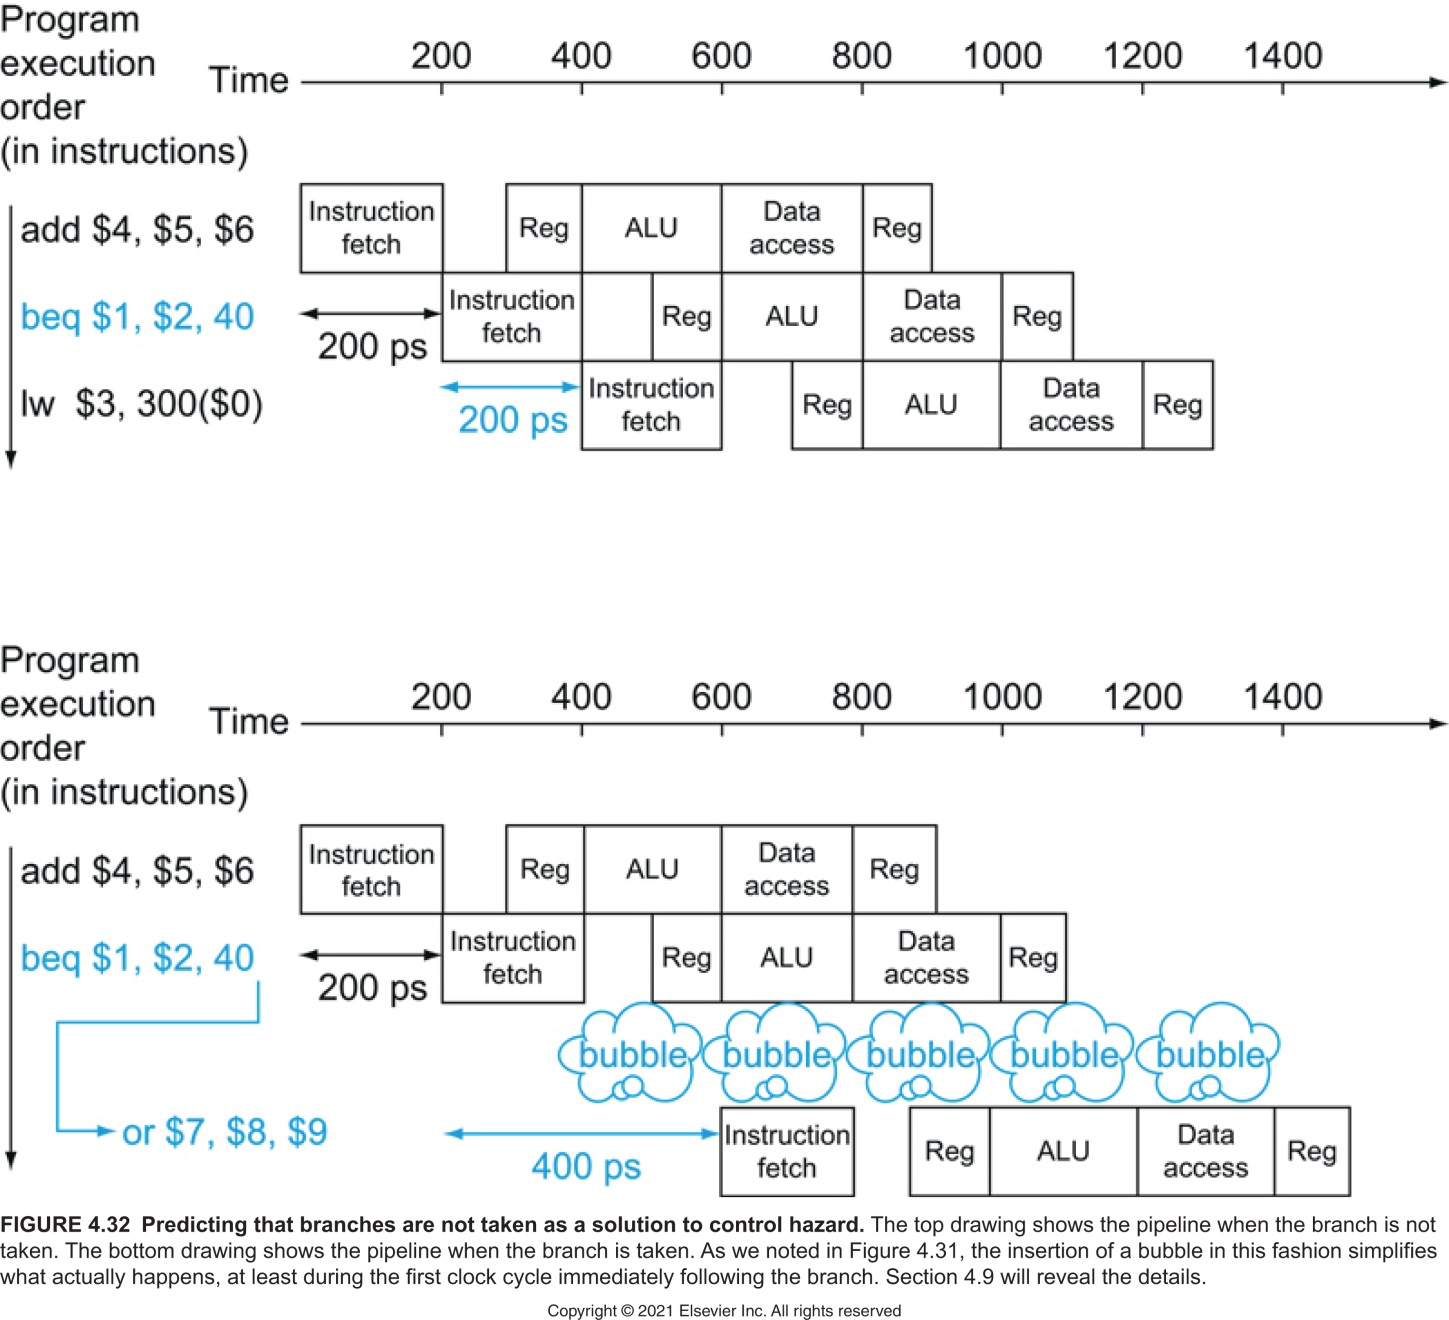 Program
execution
order
(in instructions)
Time
200 400 600 800 1000 1200 1400
add $4, $5, $6
Instruction
fetch
Reg
ALU
Data
access
Reg
beq $1, $2, 40
200 ps
Instruction
fetch
Reg
ALU
Data
access
Reg
lw $3, 300($0)
200 ps
Instruction
fetch
Reg
ALU
Data
access
Reg
Program
execution
order
(in instructions)
Time
200 400 600 800 1000 1200 1400
add $4, $5, $6
Instruction
fetch
Reg
ALU
Data
access
Reg
beq $1, $2, 40
200 ps
Instruction
fetch
Reg
ALU
Data
access
Reg
bubble bubble bubble bubble bubble
or $7, $8, $9
400 ps
Instruction
fetch
Reg
ALU
Data
access
Reg
FIGURE 4.32 Predicting that branches are not taken as a solution to control hazard. The top drawing shows the pipeline when the branch is not
taken. The bottom drawing shows the pipeline when the branch is taken. As we noted in Figure 4.31, the insertion of a bubble in this fashion simplifies
what actually happens, at least during the first clock cycle immediately following the branch. Section 4.9 will reveal the details.
Copyright © 2021 Elsevier Inc. All rights reserved